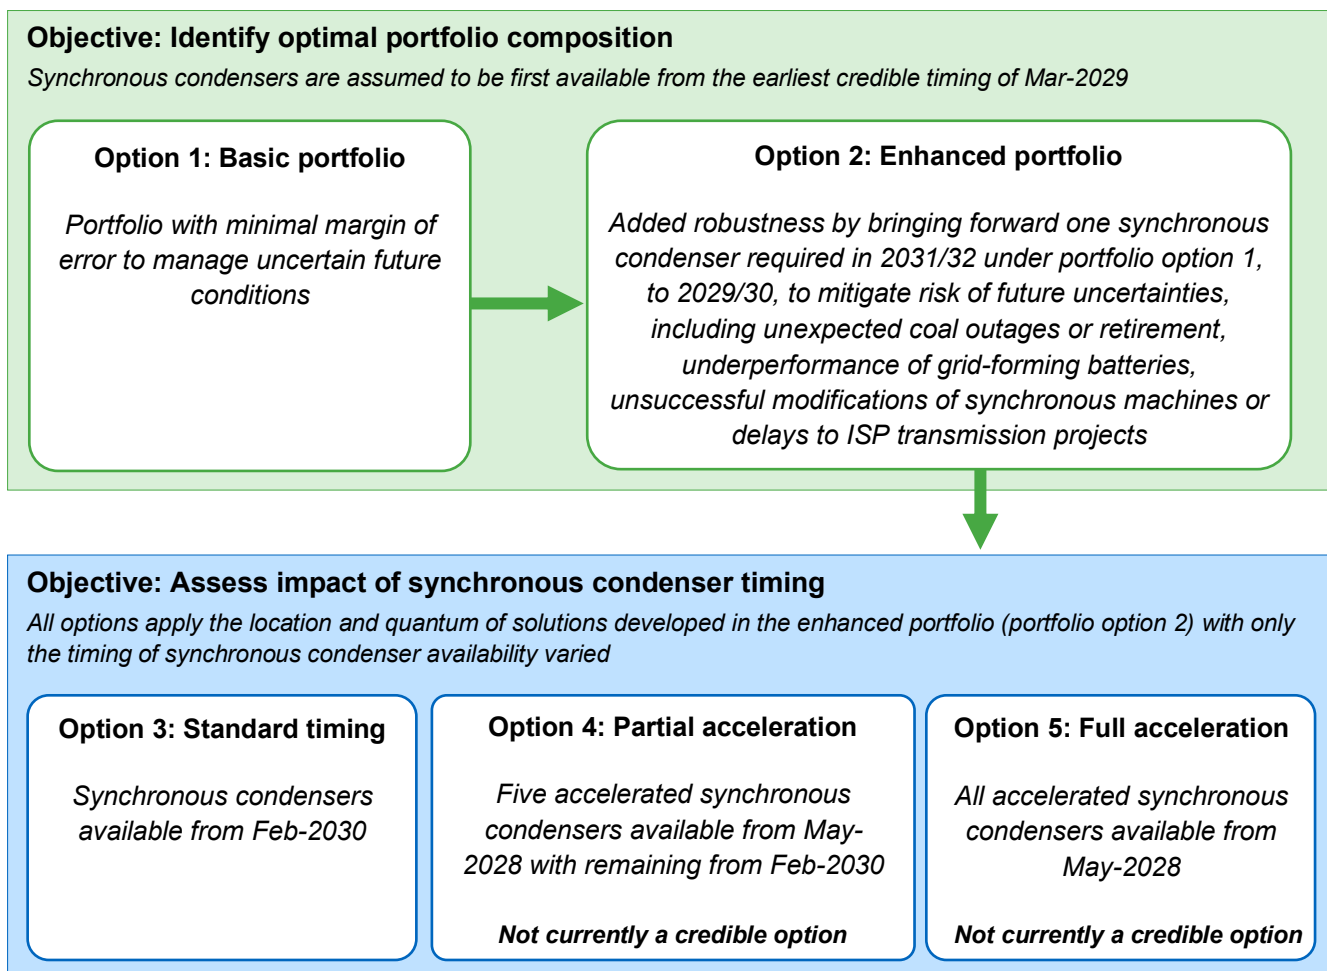 Objective: Identify optimal portfolio composition
Synchronous condensers are assumed to be first available from the earliest credible timing of Mar-2029
Option 1: Basic portfolio
Portfolio with minimal margin of
error to manage uncertain future
conditions
Option 2: Enhanced portfolio
Added robustness by bringing forward one synchronous
condenser required in 2031/32 under portfolio option 1,
to 2029/30, to mitigate risk of future uncertainties,
including unexpected coal outages or retirement,
underperformance of grid-forming batteries,
unsuccessful modifications of synchronous machines or
delays to ISP transmission projects
Objective: Assess impact of synchronous condenser timing
All options apply the location and quantum of solutions developed in the enhanced portfolio (portfolio option 2) with only
the timing of synchronous condenser availability varied
Option 3: Standard timing
Synchronous condensers
available from Feb-2030
Option 4: Partial acceleration
Five accelerated synchronous
condensers available from May-
2028 with remaining from Feb-2030
Not currently a credible option
Option 5: Full acceleration
All accelerated synchronous
condensers available from
May-2028
Not currently a credible option